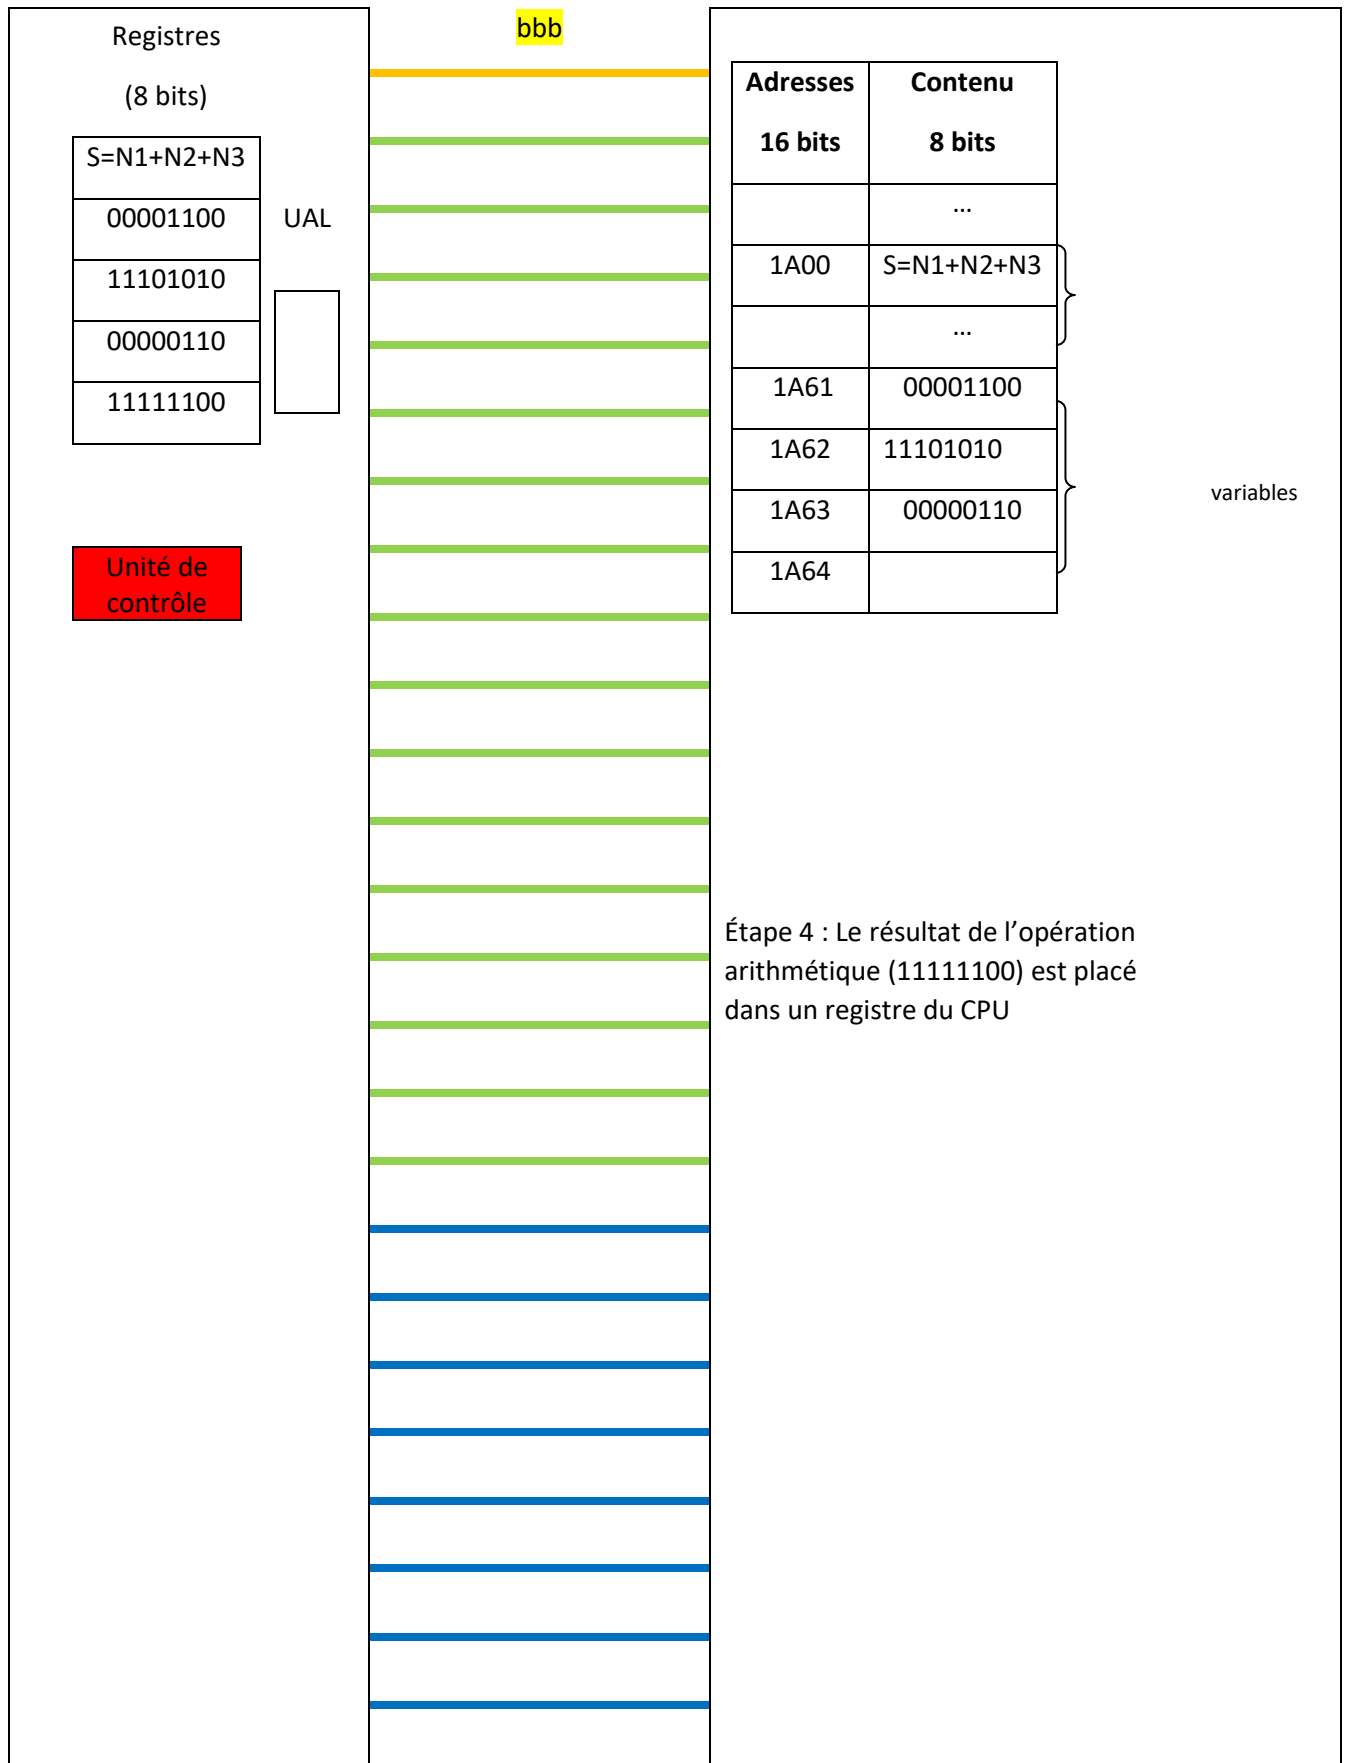 Registres
(8 bits)
S=N1+N2+N3
00001100
11101010
00000110
11111100
UAL
Unité de
contrôle
bbb
Adresses
16 bits
Contenu
8 bits
...
1A00 S=N1+N2+N3
...
1A61 00001100
1A62 11101010
1A63 00000110
1A64
variables
Étape 4 : Le résultat de l’opération
arithmétique (11111100) est placé
dans un registre du CPU